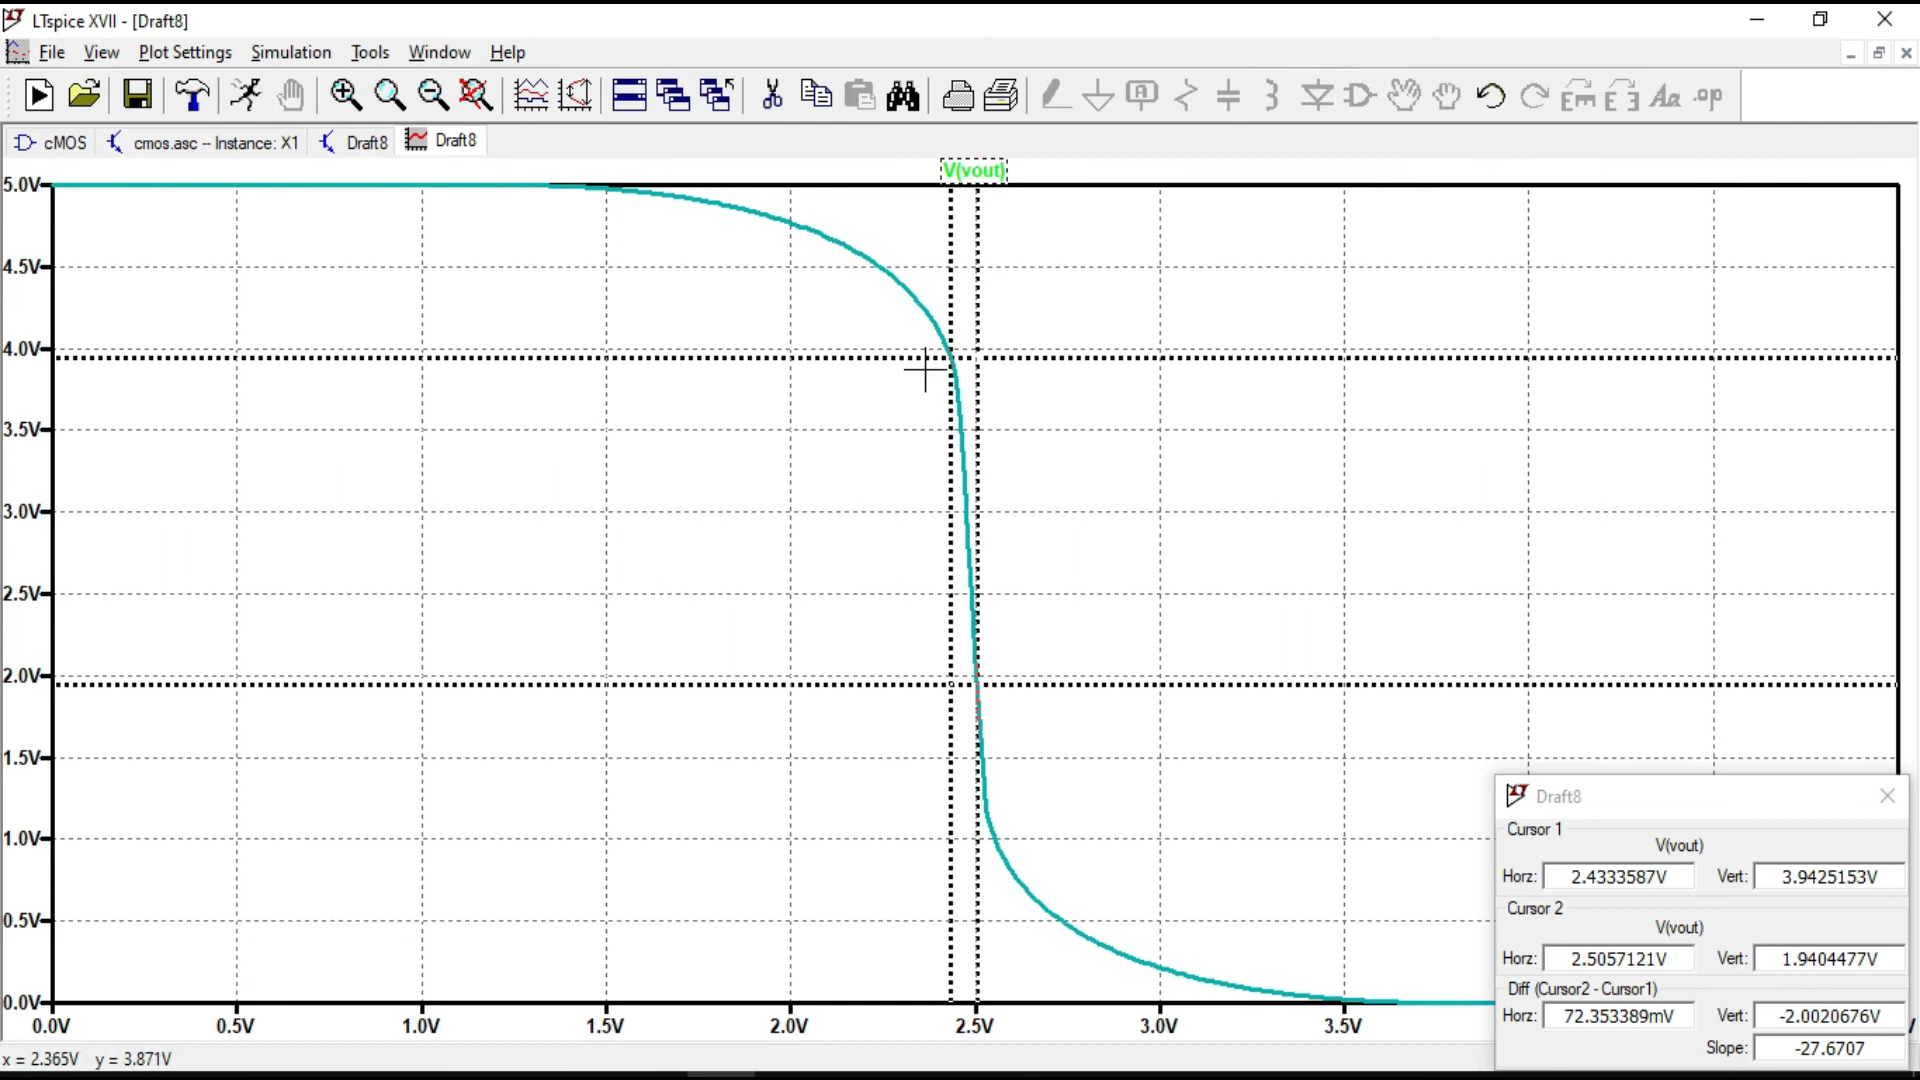 LTspice XVII - [Draft8]
File View Plot Settings Simulation Tools Window Help
A Aa .op
cMOS cmos.asc -- Instance: X1 Draft8 Draft8
V(vout)
5.0V
4.5V
4.0V
3.5V
3.0V
2.5V
2.0V
1.5V
1.0V
0.5V
0.0V
0.0V 0.5V 1.0V 1.5V 2.0V 2.5V 3.0V 3.5V
Draft8
Cursor 1
V(vout)
Horz: 2.4333587V Vert: 3.9425153V
Cursor 2
V(vout)
Horz: 2.5057121V Vert: 1.9404477V
Diff (Cursor2 - Cursor1)
Horz: 72.353389mV Vert: -2.0020676V
Slope: -27.6707
x = 2.365V y = 3.871V